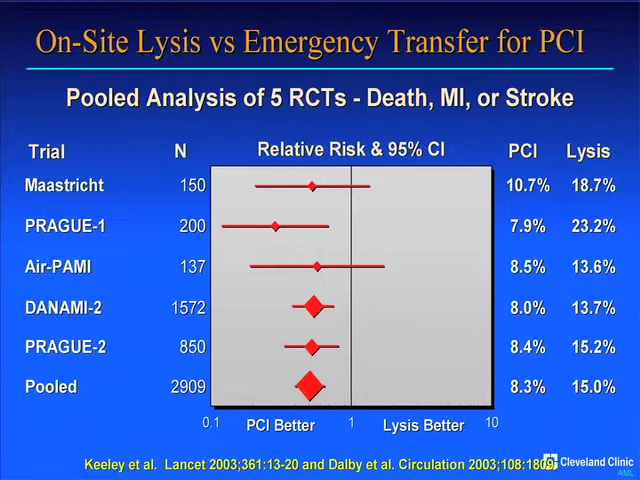 On-Site Lysis vs Emergency Transfer for PCI
Pooled Analysis of 5 RCTs - Death, MI, or Stroke
Trial N Relative Risk & 95% CI PCI Lysis
Maastricht 150 10.7% 18.7%
PRAGUE-1 200 7.9% 23.2%
Air-PAMI 137 8.5% 13.6%
DANAMI-2 1572 8.0% 13.7%
PRAGUE-2 850 8.4% 15.2%
Pooled 2909 8.3% 15.0%
0.1 PCI Better 1 Lysis Better 10
Keeley et al. Lancet 2003;361:13-20 and Dalby et al. Circulation 2003;108:1809.
Cleveland Clinic
AML